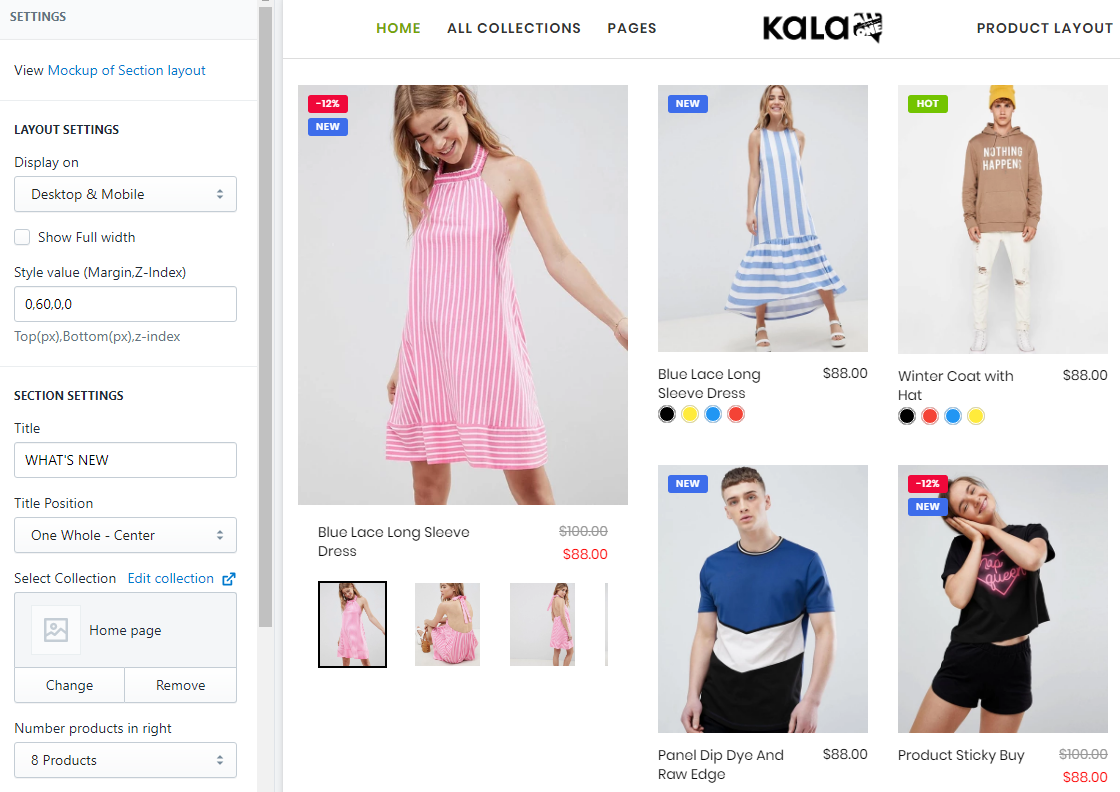 SETTINGS
View Mockup of Section layout
LAYOUT SETTINGS
Display on
Desktop & Mobile
Show Full width
Style value (Margin,Z-Index)
0,60,0,0
Top(px),Bottom(px),z-index
SECTION SETTINGS
Title
WHAT'S NEW
Title Position
One Whole - Center
Select Collection Edit collection
Home page
Change Remove
Number products in right
8 Products
HOME ALL COLLECTIONS PAGES
KALA ALL
ONE
PRODUCT LAYOUT
-12%
NEW
Blue Lace Long Sleeve
Dress
$100.00
$88.00
NEW
Blue Lace Long
Sleeve Dress
$88.00
HOT
NOTHING
HAPPENS
Winter Coat with
Hat
$88.00
NEW
Panel Dip Dye And
Raw Edge
$88.00
-12%
NEW
queen
Product Sticky Buy
$100.00
$88.00